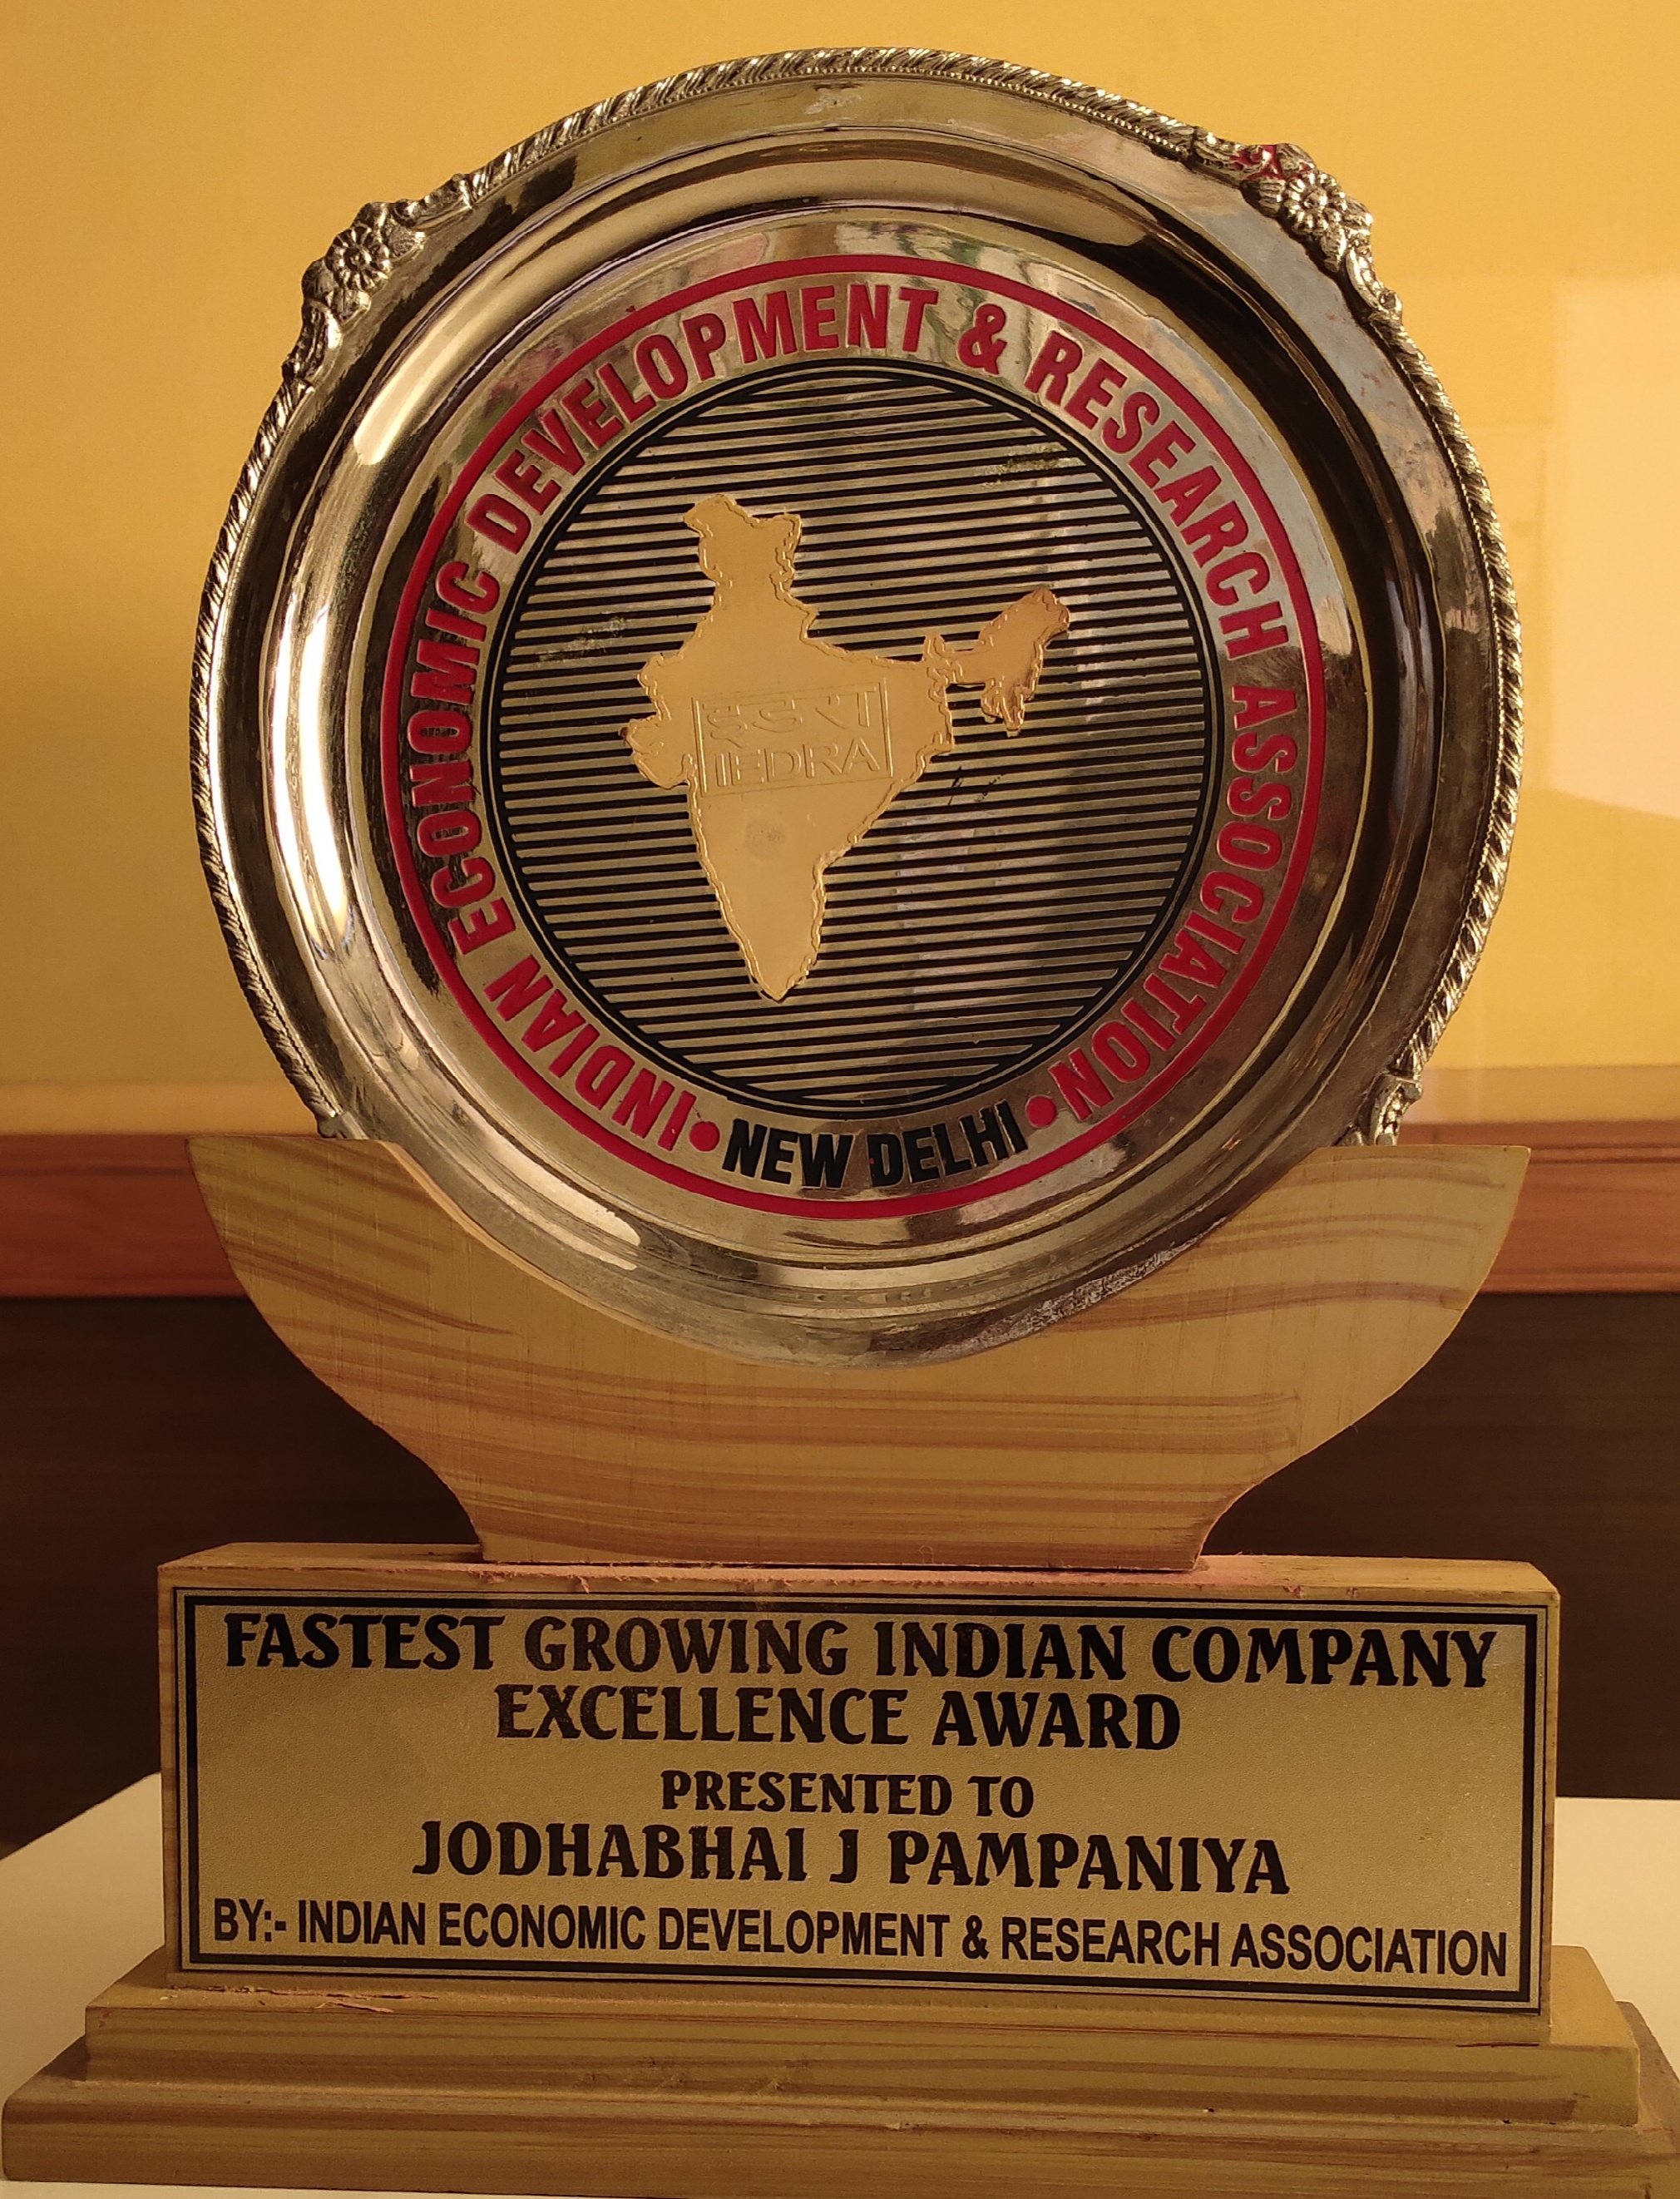 INDIAN ECONOMIC DEVELOPMENT & RESEARCH ASSOCIATION
• NEW DELHI •
इडरा
IEDRA
FASTEST GROWING INDIAN COMPANY
EXCELLENCE AWARD
PRESENTED TO
JODHABHAI J PAMPANIYA
BY:- INDIAN ECONOMIC DEVELOPMENT & RESEARCH ASSOCIATION